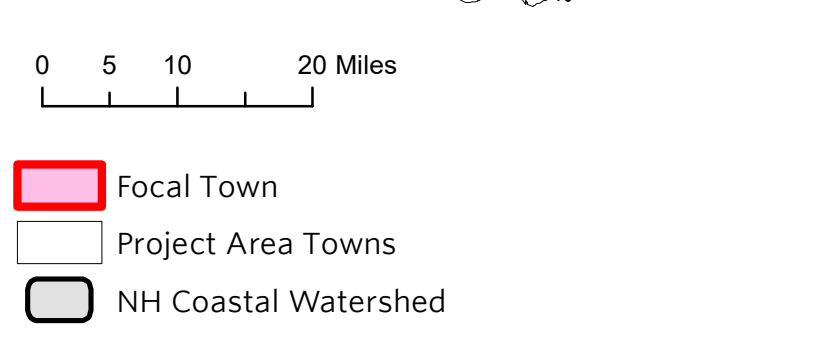 0 5 10 20 Miles
Focal Town
Project Area Towns
NH Coastal Watershed